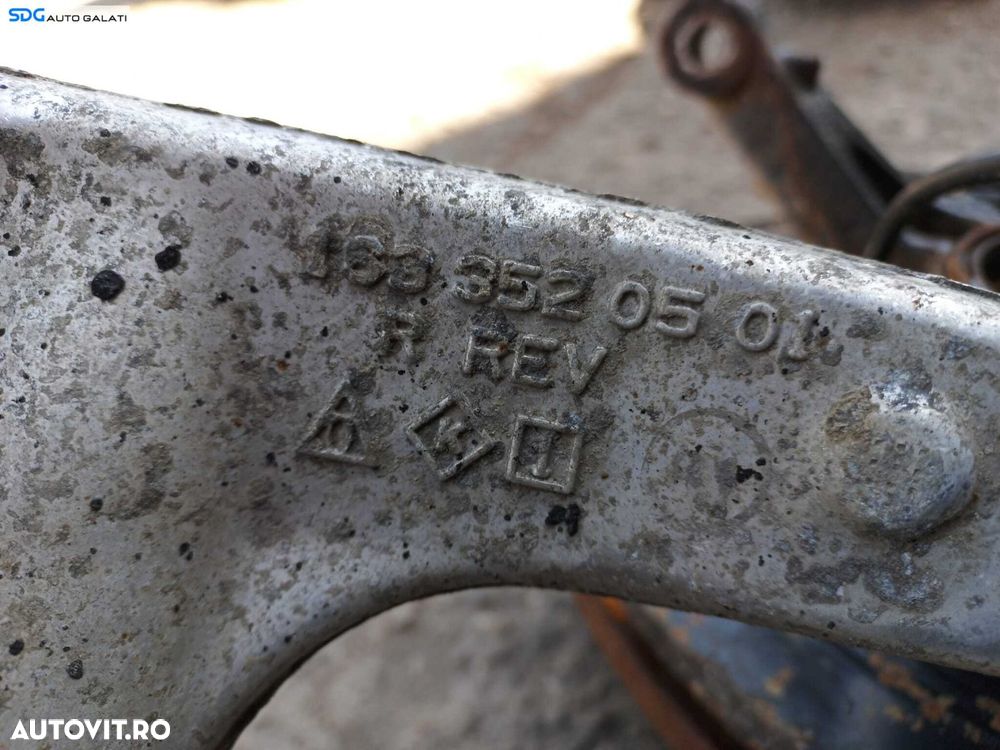 SDG AUTO GALATI
163 352 05 01
R REV
AUTOVIT.RO